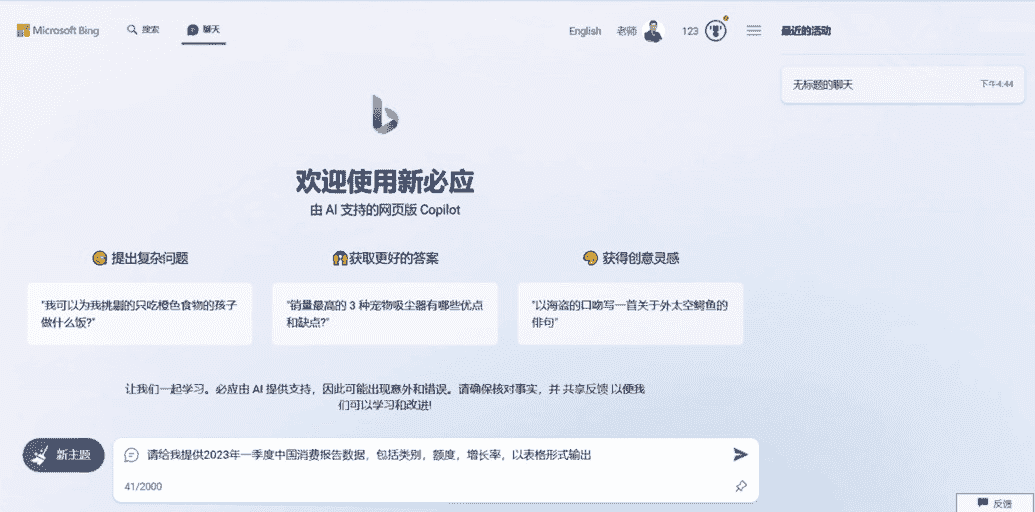 Microsoft Bing
搜索
聊天
English
老师
123
最近的活动
无标题的聊天
下午4:44
欢迎使用新必应
由 AI 支持的网页版 Copilot
提出复杂问题
获取更好的答案
获得创意灵感
"我可以为我挑剔的只吃橙色食物的孩子
做什么饭?"
"销量最高的 3 种宠物吸尘器有哪些优点
和缺点?"
"以海盗的口吻写一首关于外太空鳄鱼的
俳句"
让我们一起学习。必应由 AI 提供支持，因此可能出现意外和错误。请确保核对事实，并 共享反馈 以便我
们可以学习和改进!
新主题
请给我提供2023年一季度中国消费报告数据，包括类别，额度，增长率，以表格形式输出
41/2000
反馈